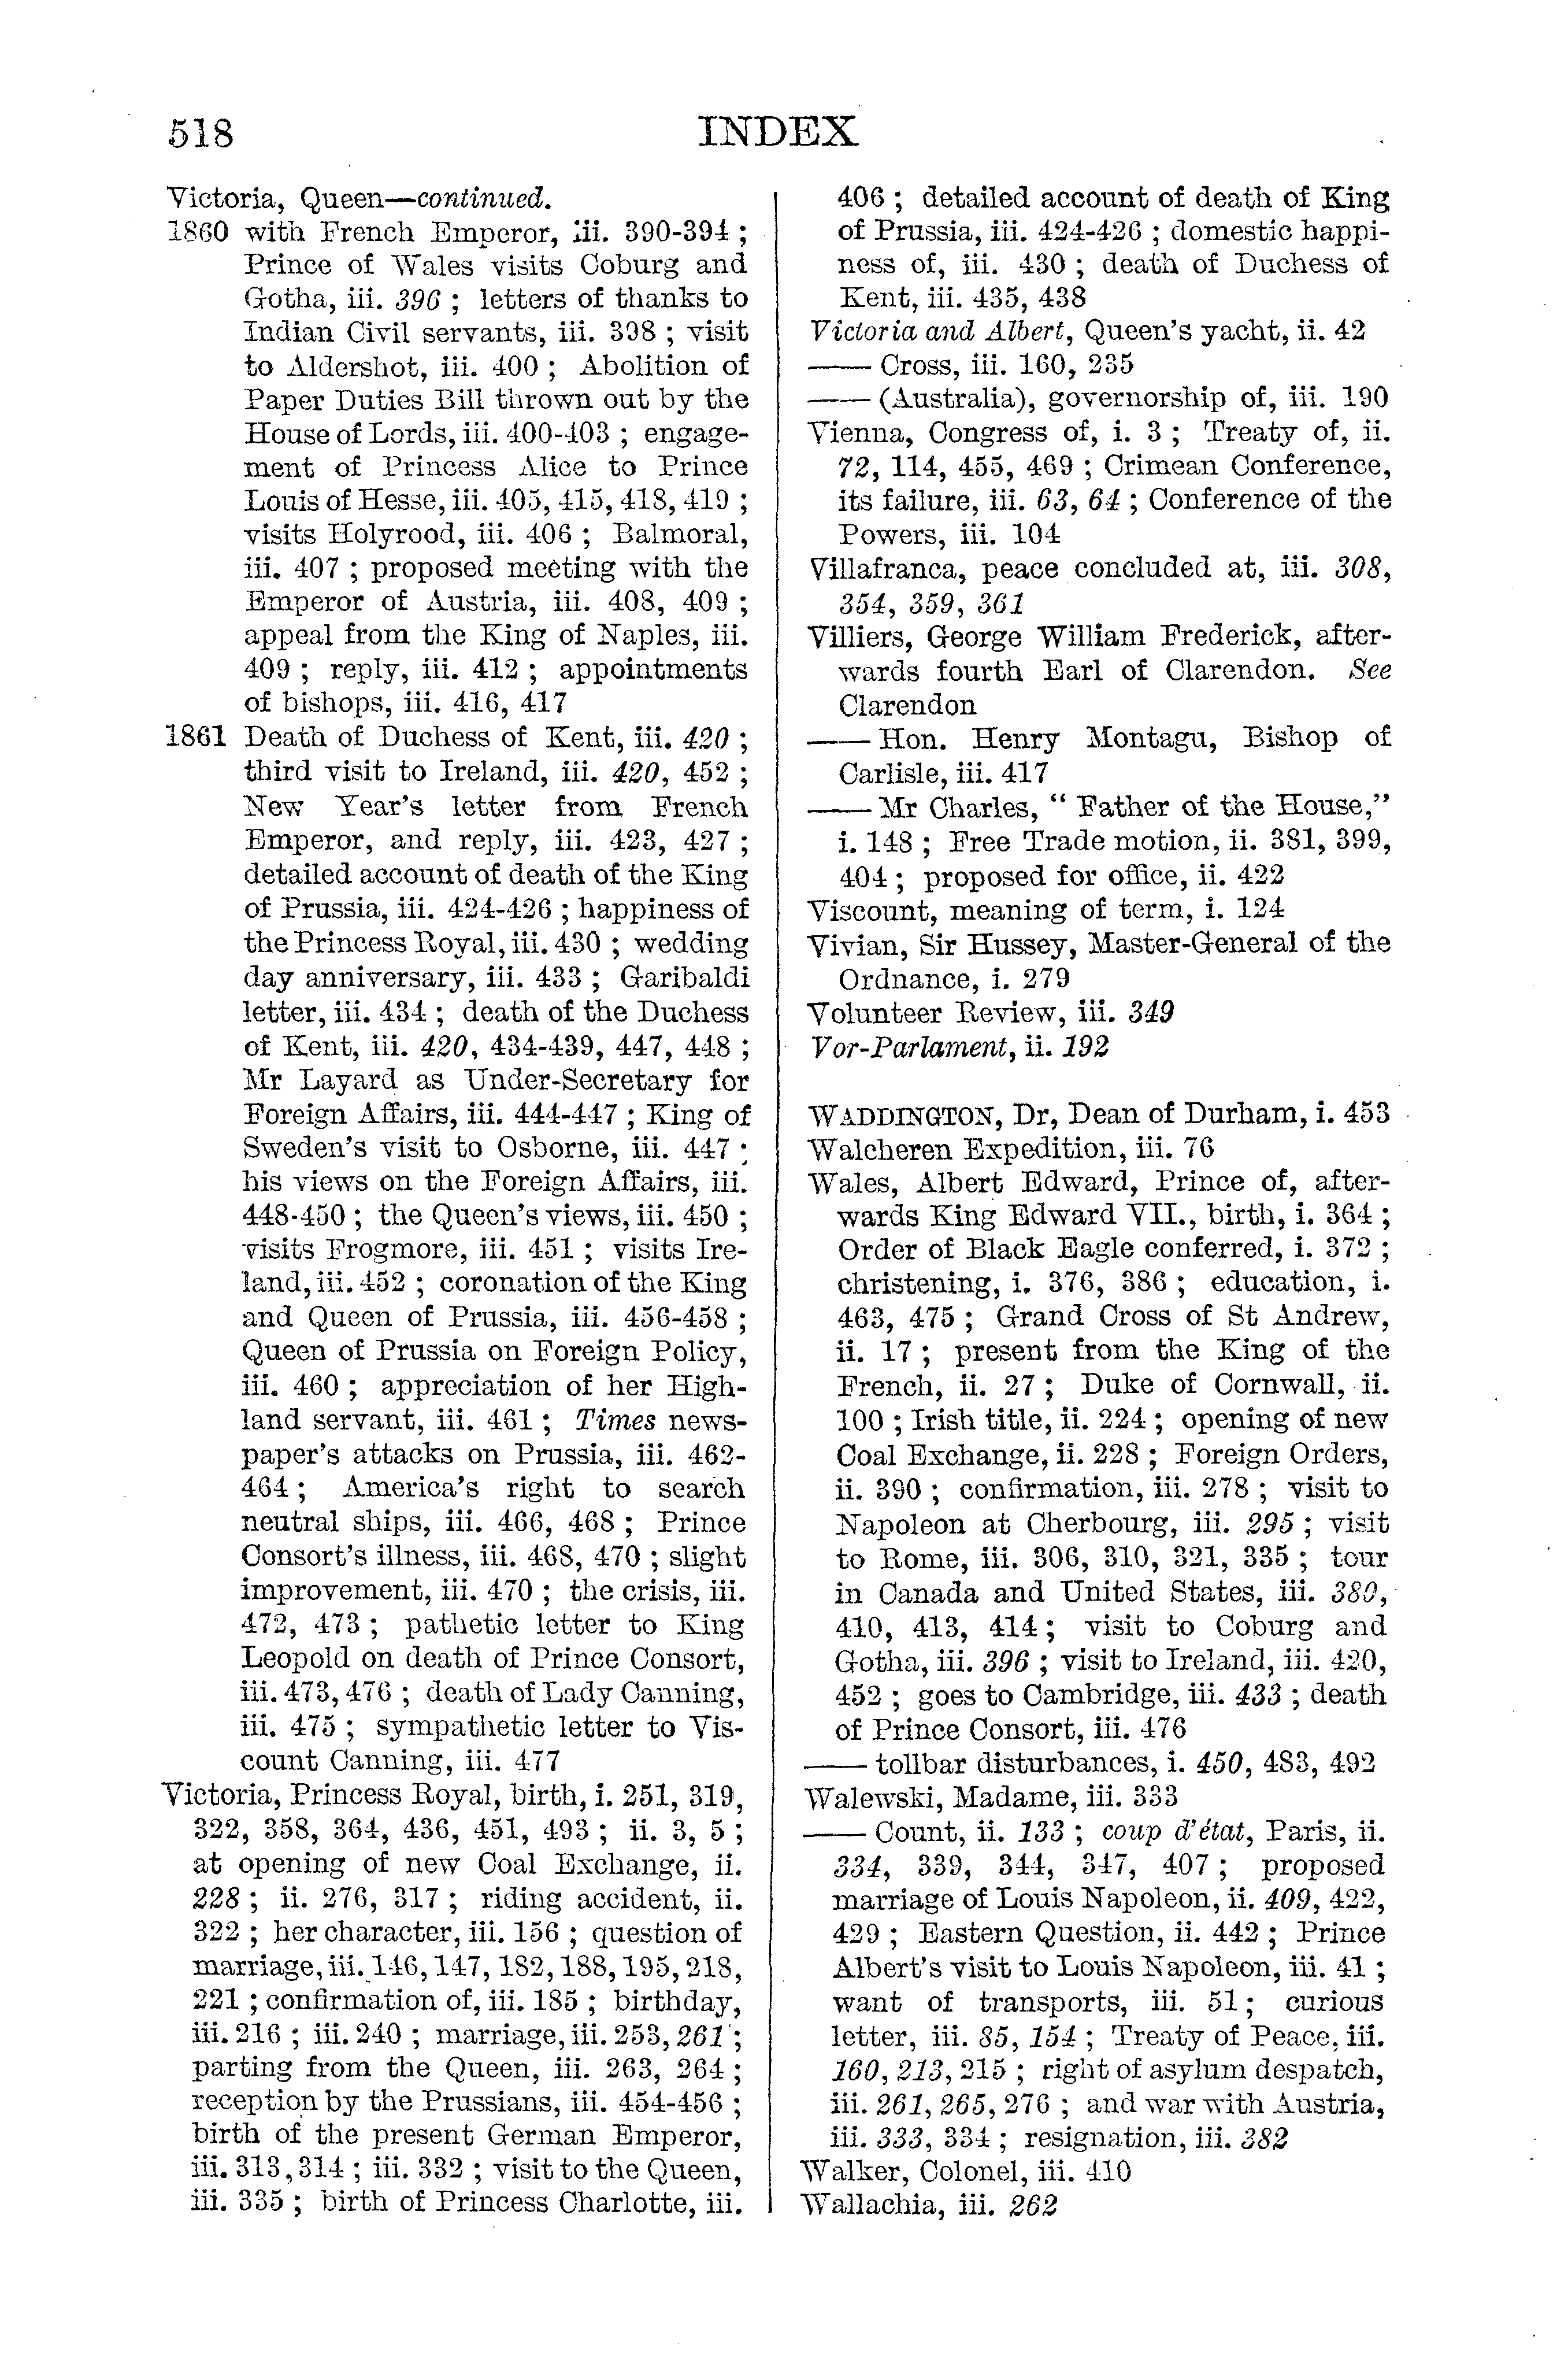 518
INDEX
Victoria, Queen—continued.
1860 with French Emperor, iii. 390-394 ;
Prince of Wales visits Coburg and
Gotha, iii. 396 ; letters of thanks to
Indian Civil servants, iii. 398 ; visit
to Aldershot, iii. 400 ; Abolition of
Paper Duties Bill thrown out by the
House of Lords, iii. 400-403 ; engage-
ment of Princess Alice to Prince
Louis of Hesse, iii. 405, 415, 418, 419 ;
visits Holyrood, iii. 406 ; Balmoral,
iii. 407 ; proposed meeting with the
Emperor of Austria, iii. 408, 409 ;
appeal from the King of Naples, iii.
409 ; reply, iii. 412 ; appointments
of bishops, iii. 416, 417
1861 Death of Duchess of Kent, iii. 420 ;
third visit to Ireland, iii. 420, 452 ;
New Year's letter from French
Emperor, and reply, iii. 423, 427 ;
detailed account of death of the King
of Prussia, iii. 424-426 ; happiness of
the Princess Royal, iii. 430 ; wedding
day anniversary, iii. 433 ; Garibaldi
letter, iii. 434 ; death of the Duchess
of Kent, iii. 420, 434-439, 447, 448 ;
Mr Layard as Under-Secretary for
Foreign Affairs, iii. 444-447 ; King of
Sweden's visit to Osborne, iii. 447 ;
his views on the Foreign Affairs, iii.
448-450 ; the Queen's views, iii. 450 ;
visits Frogmore, iii. 451 ; visits Ire-
land, iii. 452 ; coronation of the King
and Queen of Prussia, iii. 456-458 ;
Queen of Prussia on Foreign Policy,
iii. 460 ; appreciation of her High-
land servant, iii. 461 ; Times news-
paper's attacks on Prussia, iii. 462-
464 ; America's right to search
neutral ships, iii. 466, 468 ; Prince
Consort's illness, iii. 468, 470 ; slight
improvement, iii. 470 ; the crisis, iii.
472, 473 ; pathetic letter to King
Leopold on death of Prince Consort,
iii. 473, 476 ; death of Lady Canning,
iii. 475 ; sympathetic letter to Vis-
count Canning, iii. 477
Victoria, Princess Royal, birth, i. 251, 319,
322, 358, 364, 436, 451, 493 ; ii. 3, 5 ;
at opening of new Coal Exchange, ii.
228 ; ii. 276, 317 ; riding accident, ii.
322 ; her character, iii. 156 ; question of
marriage, iii. 146, 147, 182, 188, 195, 218,
221 ; confirmation of, iii. 185 ; birthday,
iii. 216 ; iii. 240 ; marriage, iii. 253, 261 ;
parting from the Queen, iii. 263, 264 ;
reception by the Prussians, iii. 454-456 ;
birth of the present German Emperor,
iii. 313, 314 ; iii. 332 ; visit to the Queen,
iii. 335 ; birth of Princess Charlotte, iii.
406 ; detailed account of death of King
of Prussia, iii. 424-426 ; domestic happi-
ness of, iii. 430 ; death of Duchess of
Kent, iii. 435, 438
Victoria and Albert, Queen's yacht, ii. 42
—— Cross, iii. 160, 235
—— (Australia), governorship of, iii. 190
Vienna, Congress of, i. 3 ; Treaty of, ii.
72, 114, 455, 469 ; Crimean Conference,
its failure, iii. 63, 64 ; Conference of the
Powers, iii. 104
Villafranca, peace concluded at, iii. 308,
354, 359, 361
Villiers, George William Frederick, after-
wards fourth Earl of Clarendon. See
Clarendon
—— Hon. Henry Montagu, Bishop of
Carlisle, iii. 417
—— Mr Charles, “ Father of the House,”
i. 148 ; Free Trade motion, ii. 381, 399,
404 ; proposed for office, ii. 422
Viscount, meaning of term, i. 124
Vivian, Sir Hussey, Master-General of the
Ordnance, i. 279
Volunteer Review, iii. 349
Vor-Parlament, ii. 192
WADDINGTON, Dr, Dean of Durham, i. 453
Walcheren Expedition, iii. 76
Wales, Albert Edward, Prince of, after-
wards King Edward VII., birth, i. 364 ;
Order of Black Eagle conferred, i. 372 ;
christening, i. 376, 386 ; education, i.
463, 475 ; Grand Cross of St Andrew,
ii. 17 ; present from the King of the
French, ii. 27 ; Duke of Cornwall, ii.
100 ; Irish title, ii. 224 ; opening of new
Coal Exchange, ii. 228 ; Foreign Orders,
ii. 390 ; confirmation, iii. 278 ; visit to
Napoleon at Cherbourg, iii. 295 ; visit
to Rome, iii. 306, 310, 321, 335 ; tour
in Canada and United States, iii. 380,
410, 413, 414 ; visit to Coburg and
Gotha, iii. 396 ; visit to Ireland, iii. 420,
452 ; goes to Cambridge, iii. 433 ; death
of Prince Consort, iii. 476
—— tollbar disturbances, i. 450, 483, 492
Walewski, Madame, iii. 333
—— Count, ii. 133 ; coup d'état, Paris, ii.
334, 339, 344, 347, 407 ; proposed
marriage of Louis Napoleon, ii. 409, 422,
429 ; Eastern Question, ii. 442 ; Prince
Albert's visit to Louis Napoleon, iii. 41 ;
want of transports, iii. 51 ; curious
letter, iii. 85, 154 ; Treaty of Peace, iii.
160, 213, 215 ; right of asylum despatch,
iii. 261, 265, 276 ; and war with Austria,
iii. 333, 334 ; resignation, iii. 382
Walker, Colonel, iii. 410
Wallachia, iii. 262